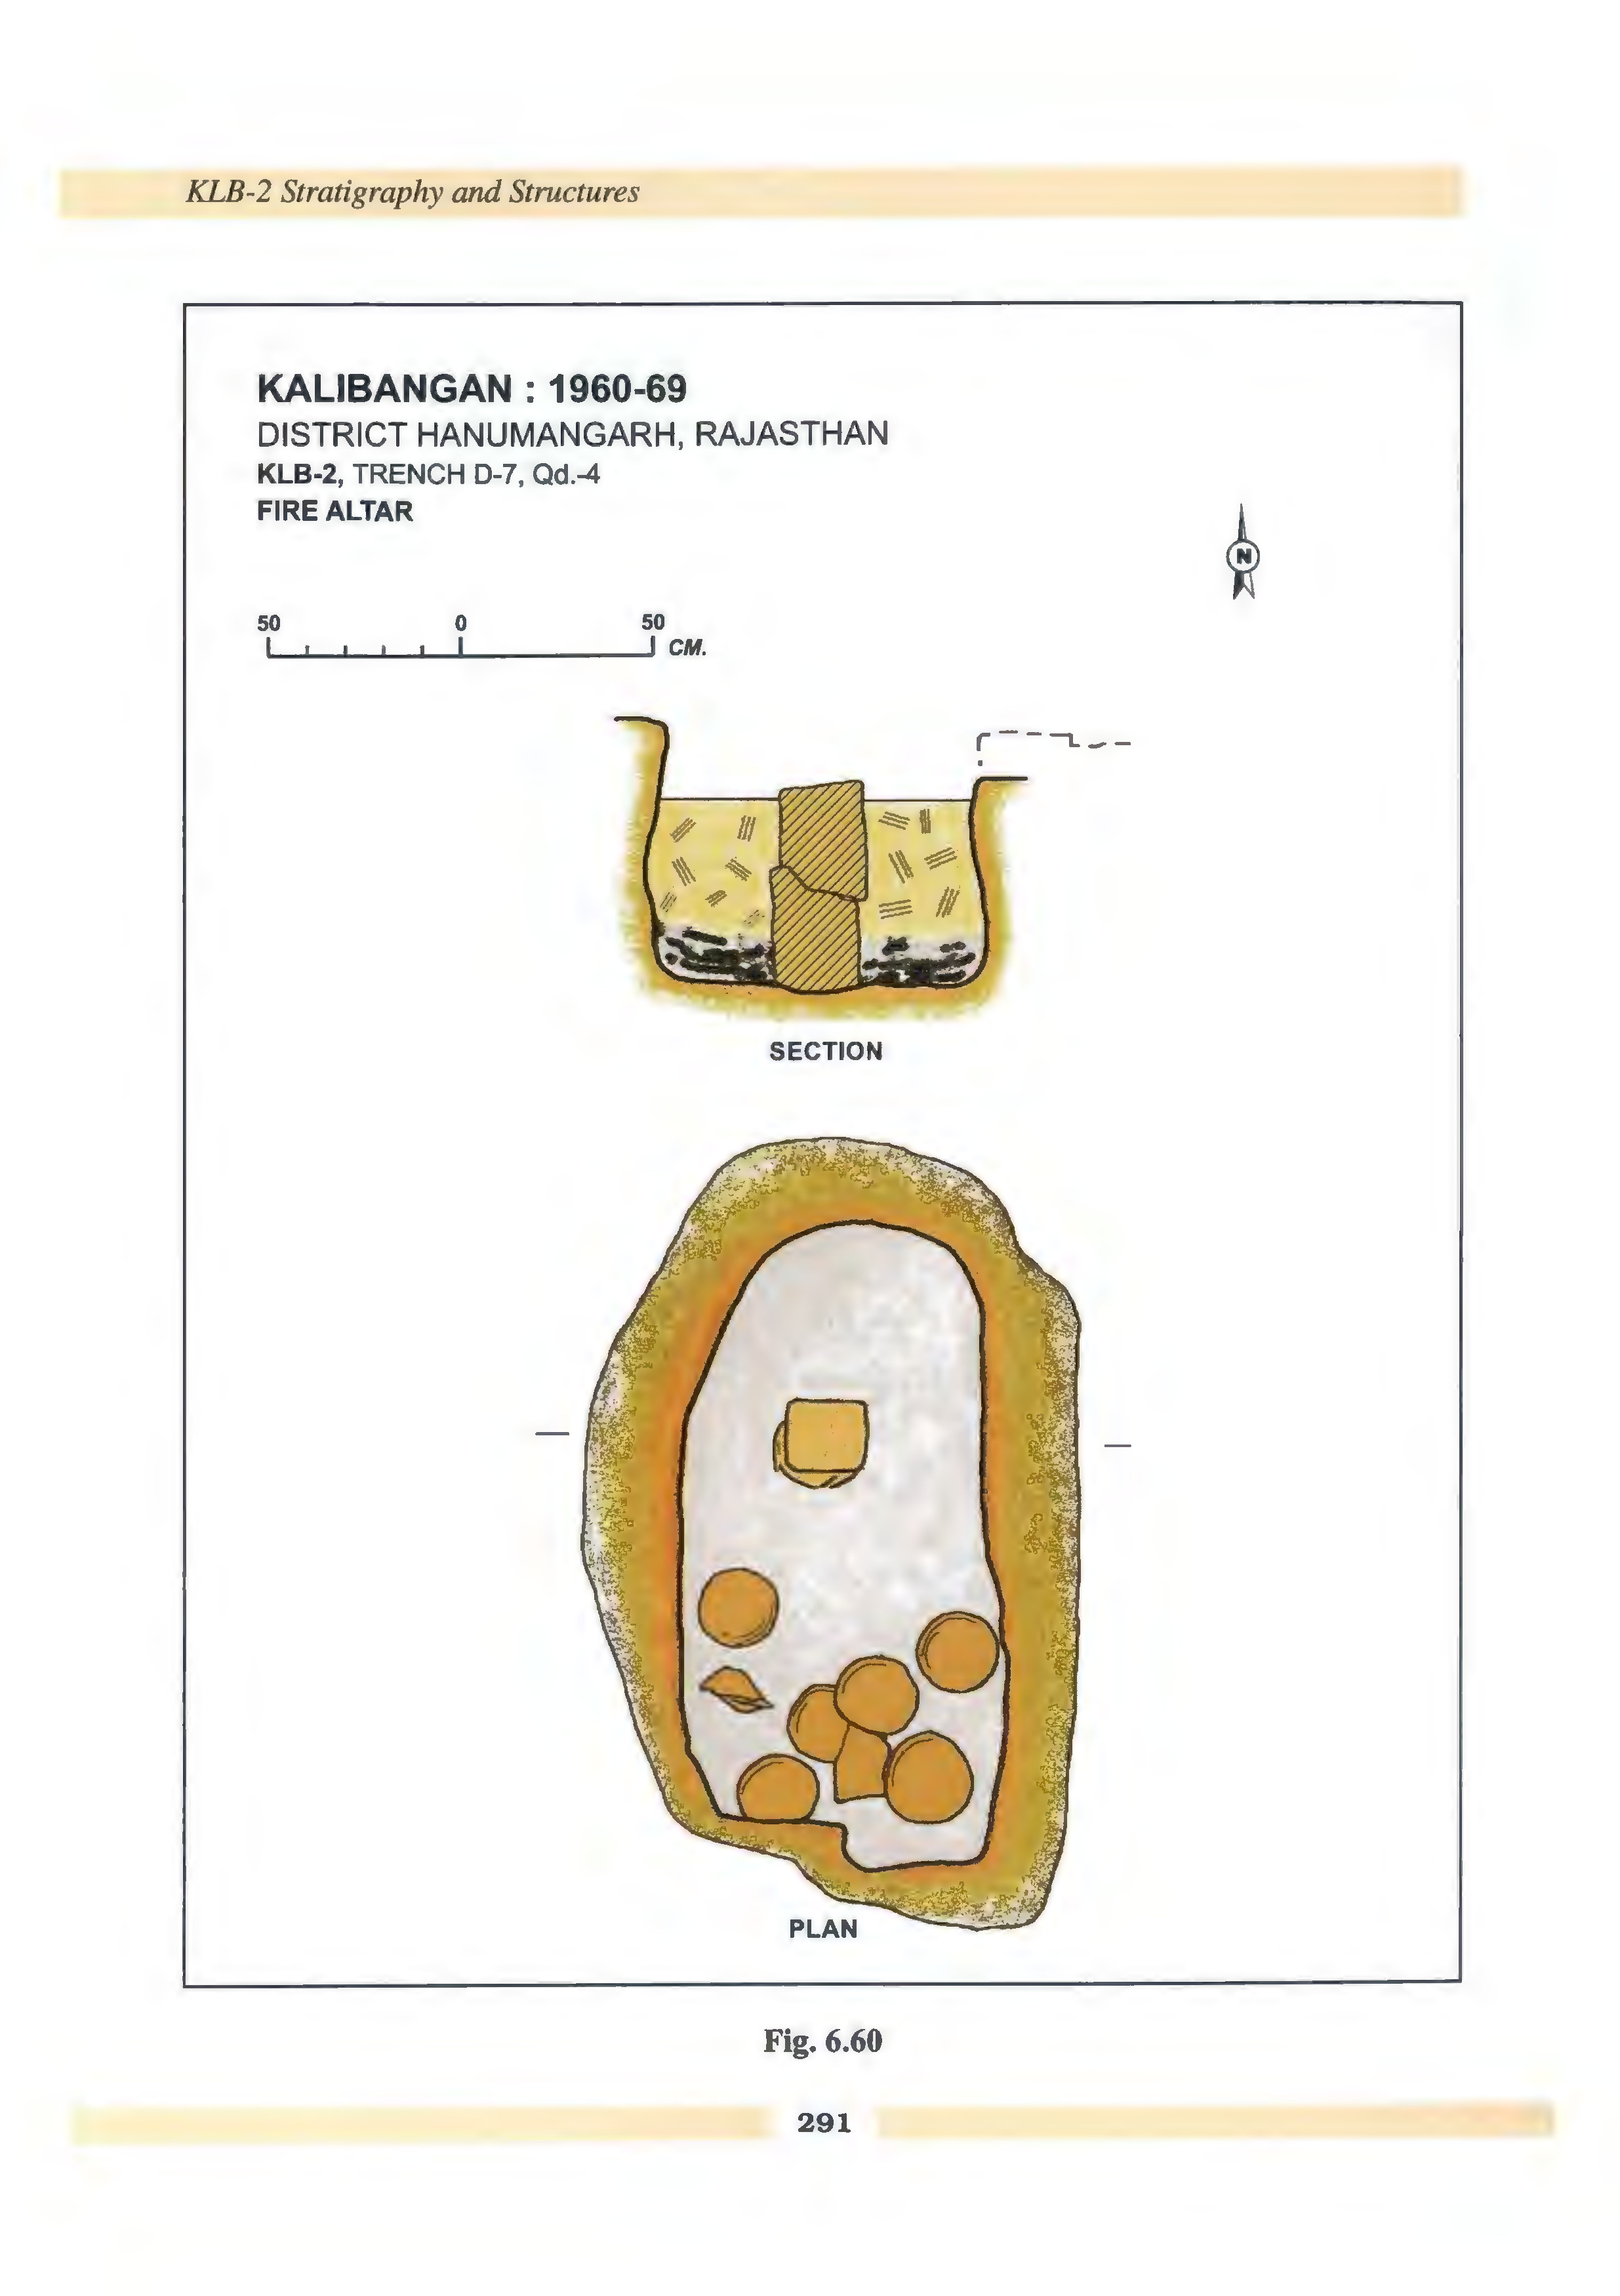 KLB-2 Stratigraphy and Structures
KALIBANGAN : 1960-69
DISTRICT HANUMANGARH, RAJASTHAN
KLB-2, TRENCH D-7, Qd.-4
FIRE ALTAR
N
50 0 50
CM.
SECTION
PLAN
Fig. 6.60
291